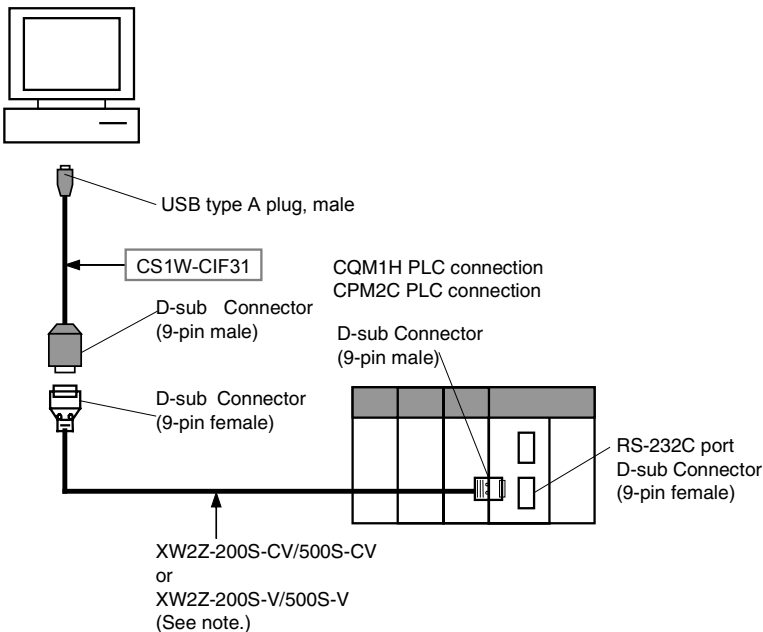 USB type A plug, male
CS1W-CIF31
CQM1H PLC connection
CPM2C PLC connection
D-sub Connector
(9-pin male)
D-sub Connector
(9-pin male)
D-sub Connector
(9-pin female)
RS-232C port
D-sub Connector
(9-pin female)
XW2Z-200S-CV/500S-CV
or
XW2Z-200S-V/500S-V
(See note.)